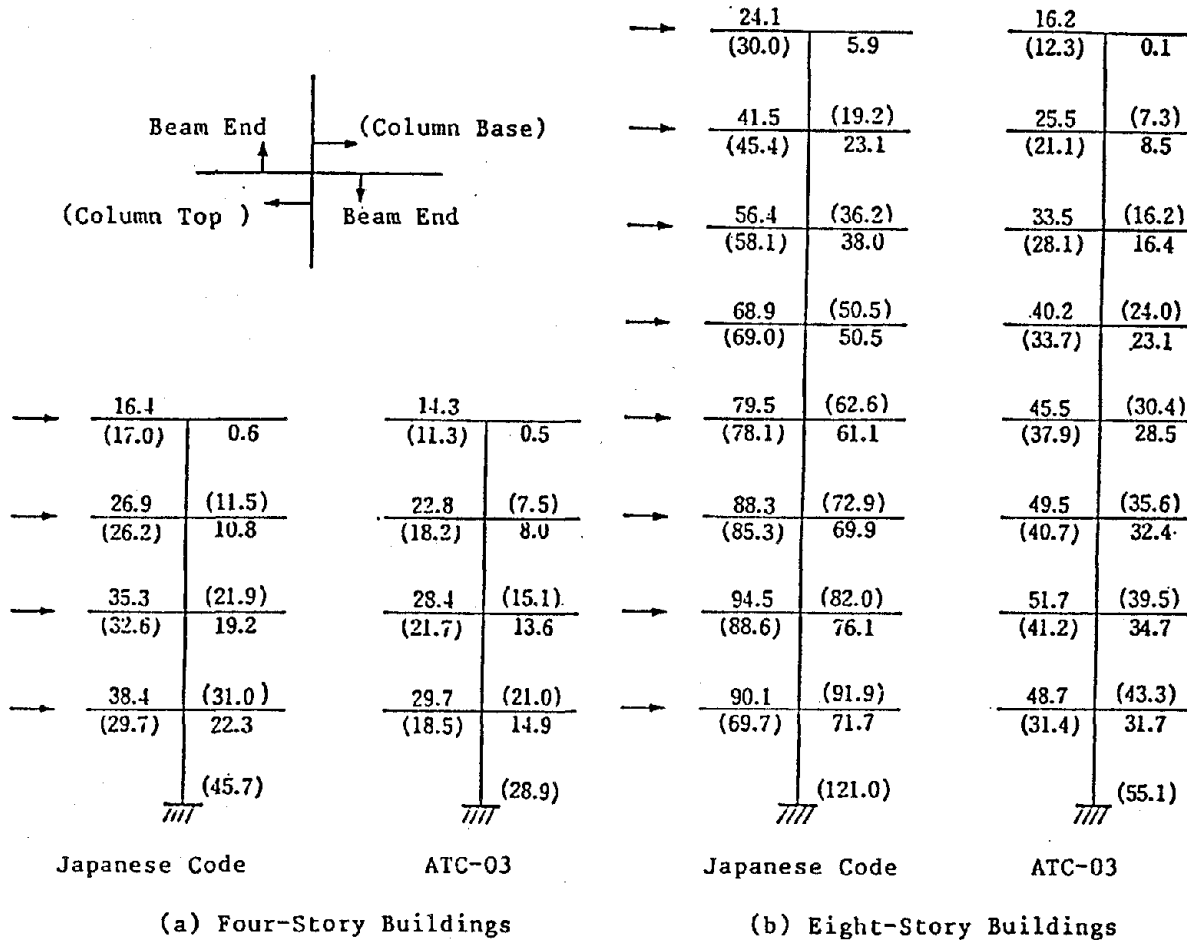 24.1 16.2
(30.0) 5.9 (12.3) 0.1
Beam End (Column Base) 41.5 (19.2) 25.5 (7.3)
(45.4) 23.1 (21.1) 8.5
(Column Top ) Beam End 56.4 (36.2) 33.5 (16.2)
(58.1) 38.0 (28.1) 16.4
68.9 (50.5) 40.2 (24.0)
(69.0) 50.5 (33.7) 23.1
16.4 14.3 79.5 (62.6) 45.5 (30.4)
(17.0) 0.6 (11.3) 0.5 (78.1) 61.1 (37.9) 28.5
26.9 (11.5) 22.8 (7.5) 88.3 (72.9) 49.5 (35.6)
(26.2) 10.8 (18.2) 8.0 (85.3) 69.9 (40.7) 32.4
35.3 (21.9) 28.4 (15.1) 94.5 (82.0) 51.7 (39.5)
(32.6) 19.2 (21.7) 13.6 (88.6) 76.1 (41.2) 34.7
38.4 (31.0 ) 29.7 (21.0) 90.1 (91.9) 48.7 (43.3)
(29.7) 22.3 (18.5) 14.9 (69.7) 71.7 (31.4) 31.7
(45.7) (28.9) (121.0) (55.1)
Japanese Code ATC-03 Japanese Code ATC-03
(a) Four-Story Buildings (b) Eight-Story Buildings